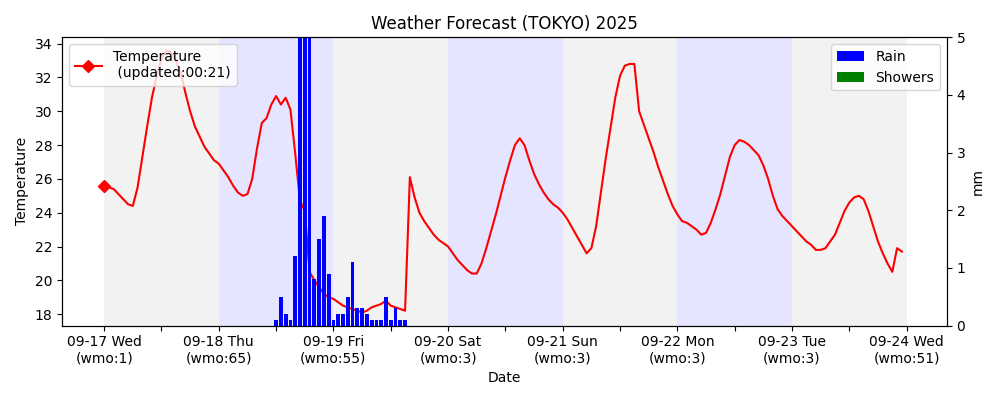 Weather Forecast (TOKYO) 2025
Temperature
(updated:00:21)
Rain
Showers
34
32
30
28
26
24
22
20
18
Temperature
5
4
3
2
1
0
mm
09-17 Wed
(wmo:1)
09-18 Thu
(wmo:65)
09-19 Fri
(wmo:55)
09-20 Sat
(wmo:3)
09-21 Sun
(wmo:3)
09-22 Mon
(wmo:3)
09-23 Tue
(wmo:3)
09-24 Wed
(wmo:51)
Date